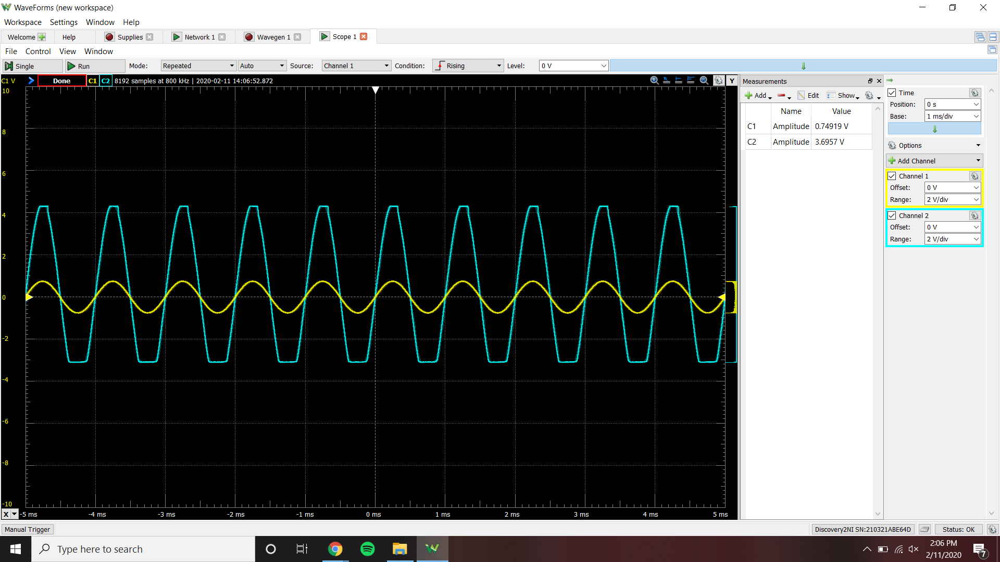 WaveForms (new workspace)
Workspace Settings Window Help
Welcome Help Supplies Network 1 Wavegen 1 Scope 1
File Control View Window
Single Run Mode: Repeated Auto Source: Channel 1 Condition: Rising Level: 0 V
C1 V Done C1 C2 8192 samples at 800 kHz | 2020-02-11 14:06:52.872 Y
10
8
6
4
2
0
-2
-4
-6
-8
-10
X -5 ms -4 ms -3 ms -2 ms -1 ms 0 ms 1 ms 2 ms 3 ms 4 ms 5 ms
Measurements
Add Edit Show
Name Value
C1 Amplitude 0.74919 V
C2 Amplitude 3.6957 V
Time
Position: 0 s
Base: 1 ms/div
Options
Add Channel
Channel 1
Offset: 0 V
Range: 2 V/div
Channel 2
Offset: 0 V
Range: 2 V/div
Manual Trigger Discovery2NI SN:210321ABE64D Status: OK
Type here to search
2:06 PM
2/11/2020
7